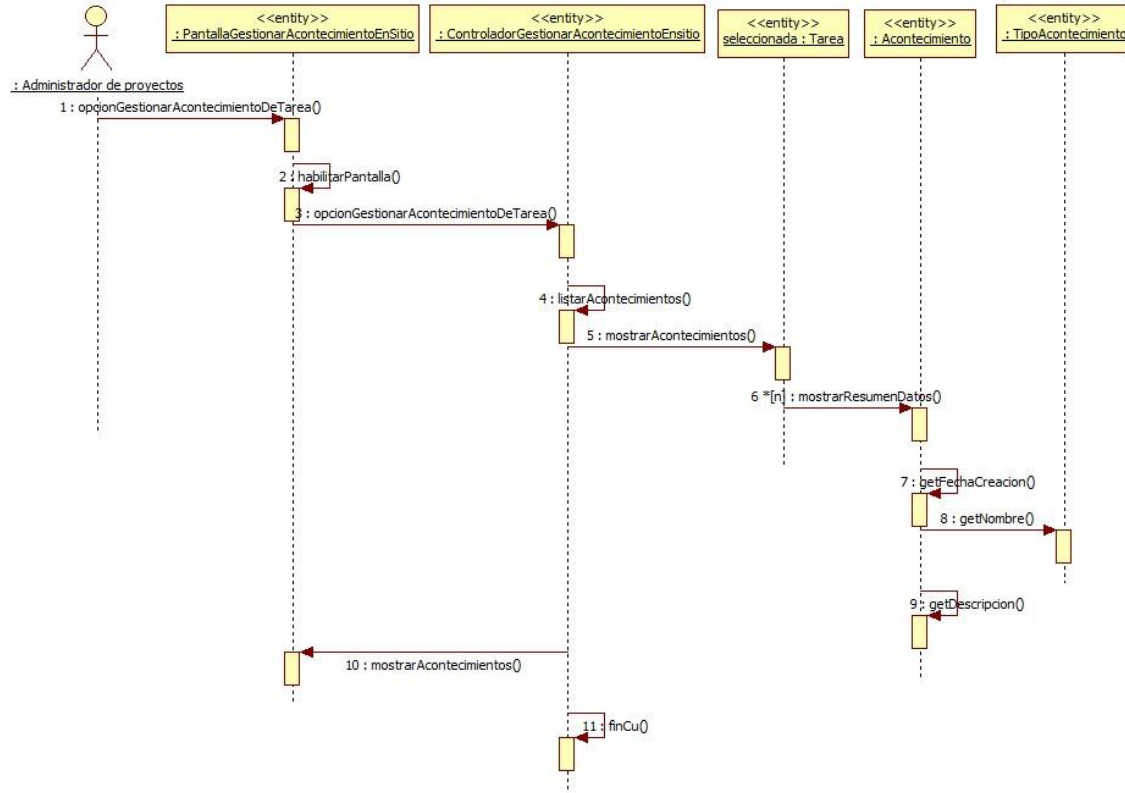 <<entity>>
: PantallaGestionarAcontecimientoEnSitio
<<entity>>
: ControladorGestionarAcontecimientoEnsitio
<<entity>>
seleccionada : Tarea
<<entity>>
: Acontecimiento
<<entity>>
: TipoAcontecimiento
: Administrador de proyectos
1 : opcionGestionarAcontecimientoDeTarea()
2 : habilitarPantalla()
3 : opcionGestionarAcontecimientoDeTarea()
4 : listarAcontecimientos()
5 : mostrarAcontecimientos()
6 *[n] : mostrarResumenDatos()
7 : getFechaCreacion()
8 : getNombre()
9 : getDescripcion()
10 : mostrarAcontecimientos()
11 : finCu()